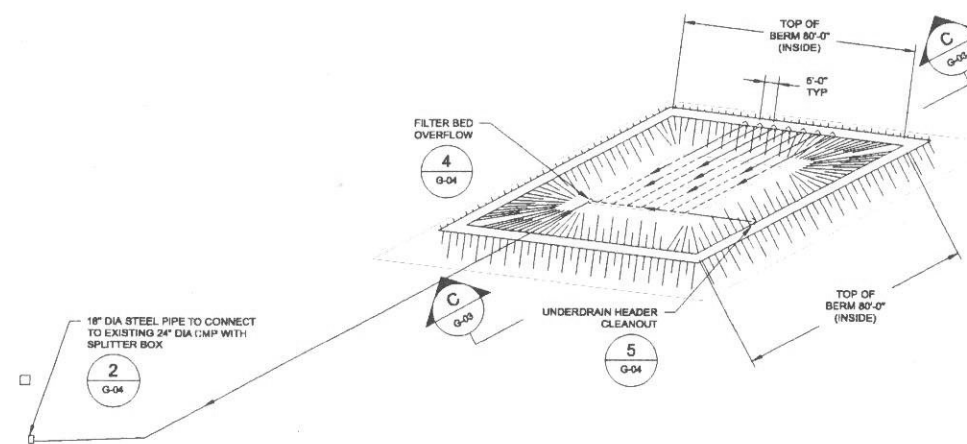 TOP OF
BERM 80'-0"
(INSIDE)
C
G-03
5'-0"
TYP
FILTER BED
OVERFLOW
4
G-04
TOP OF
BERM 80'-0"
(INSIDE)
C
G-03
UNDERDRAIN HEADER
CLEANOUT
5
G-04
18" DIA STEEL PIPE TO CONNECT
TO EXISTING 24" DIA CMP WITH
SPLITTER BOX
2
G-04